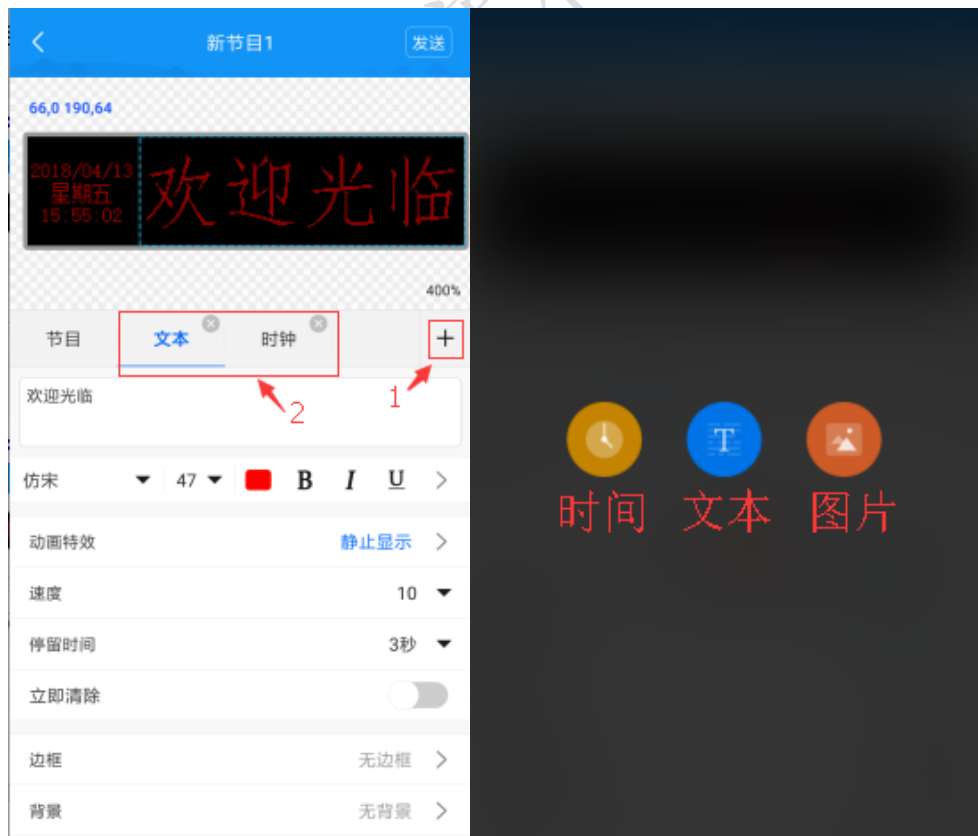 新节目1 发送
66,0 190,64
2018/04/13
星期五
15:55:02
欢迎光临
400%
节目 文本 时钟 +
1
2
欢迎光临
仿宋 47 B I U
动画特效 静止显示
速度 10
停留时间 3秒
立即清除
边框 无边框
背景 无背景
T
时间 文本 图片